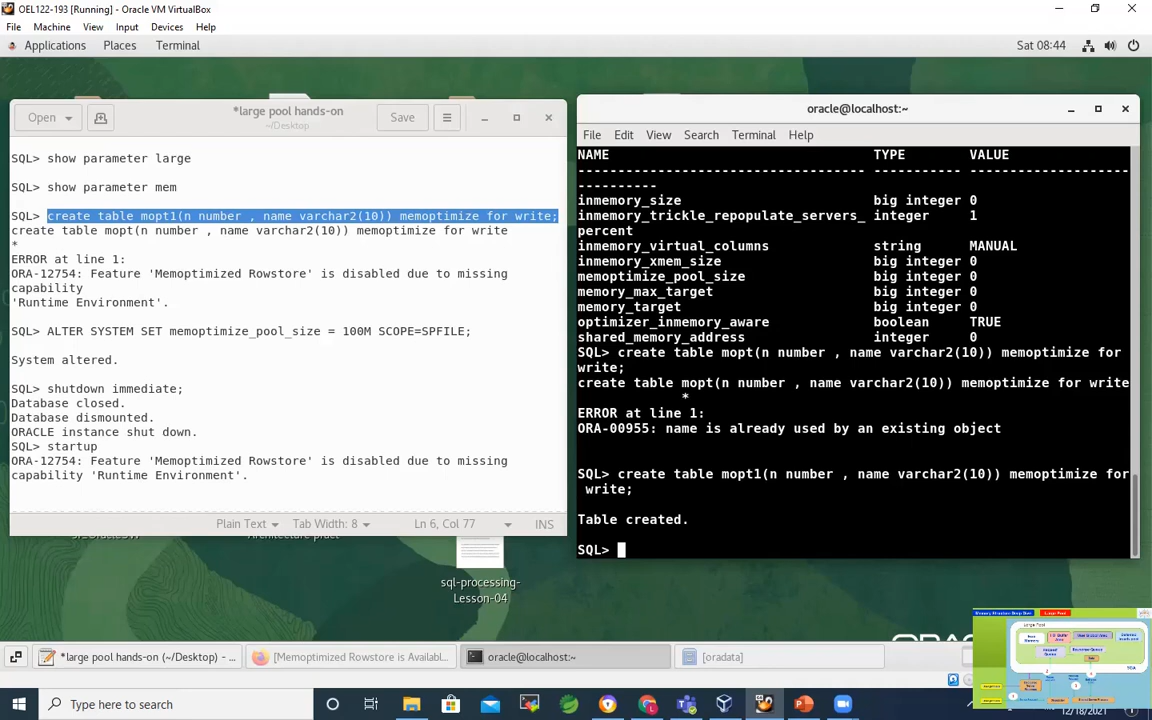 OEL122-193 [Running] - Oracle VM VirtualBox
File Machine View Input Devices Help
Applications Places Terminal
Sat 08:44
Open
*large pool hands-on
~/Desktop
Save
SQL> show parameter large
SQL> show parameter mem
SQL> create table mopt1(n number , name varchar2(10)) memoptimize for write;
create table mopt(n number , name varchar2(10)) memoptimize for write
*
ERROR at line 1:
ORA-12754: Feature 'Memoptimized Rowstore' is disabled due to missing
capability
'Runtime Environment'.
SQL> ALTER SYSTEM SET memoptimize_pool_size = 100M SCOPE=SPFILE;
System altered.
SQL> shutdown immediate;
Database closed.
Database dismounted.
ORACLE instance shut down.
SQL> startup
ORA-12754: Feature 'Memoptimized Rowstore' is disabled due to missing
capability 'Runtime Environment'.
Plain Text Tab Width: 8 Ln 6, Col 77 INS
oracle@localhost:~
File Edit View Search Terminal Help
NAME TYPE VALUE
------------------------------------ ----------- --------------------
----------
inmemory_size big integer 0
inmemory_trickle_repopulate_servers_ integer 1
percent
inmemory_virtual_columns string MANUAL
inmemory_xmem_size big integer 0
memoptimize_pool_size big integer 0
memory_max_target big integer 0
memory_target big integer 0
optimizer_inmemory_aware boolean TRUE
shared_memory_address integer 0
SQL> create table mopt(n number , name varchar2(10)) memoptimize for
write;
create table mopt(n number , name varchar2(10)) memoptimize for write
*
ERROR at line 1:
ORA-00955: name is already used by an existing object
SQL> create table mopt1(n number , name varchar2(10)) memoptimize for
write;
Table created.
SQL>
sql-processing-
Lesson-04
Large Pool
*large pool hands-on (~/Desktop) - ...
[Memoptimized Rowstore is Availabl...
oracle@localhost:~
[oradata]
Type here to search
12/18/2021